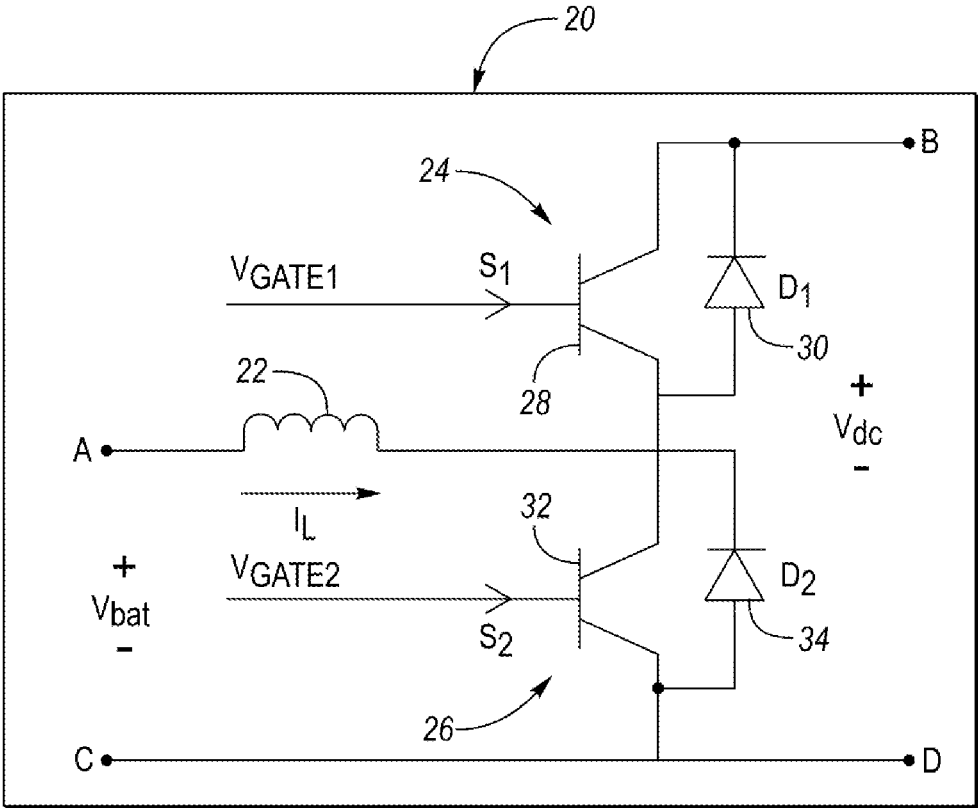 20
B
24
VGATE1
S1
D1
30
28
22
+
Vdc
-
A
IL
32
+
Vbat
-
VGATE2
S2
D2
34
26
C
D